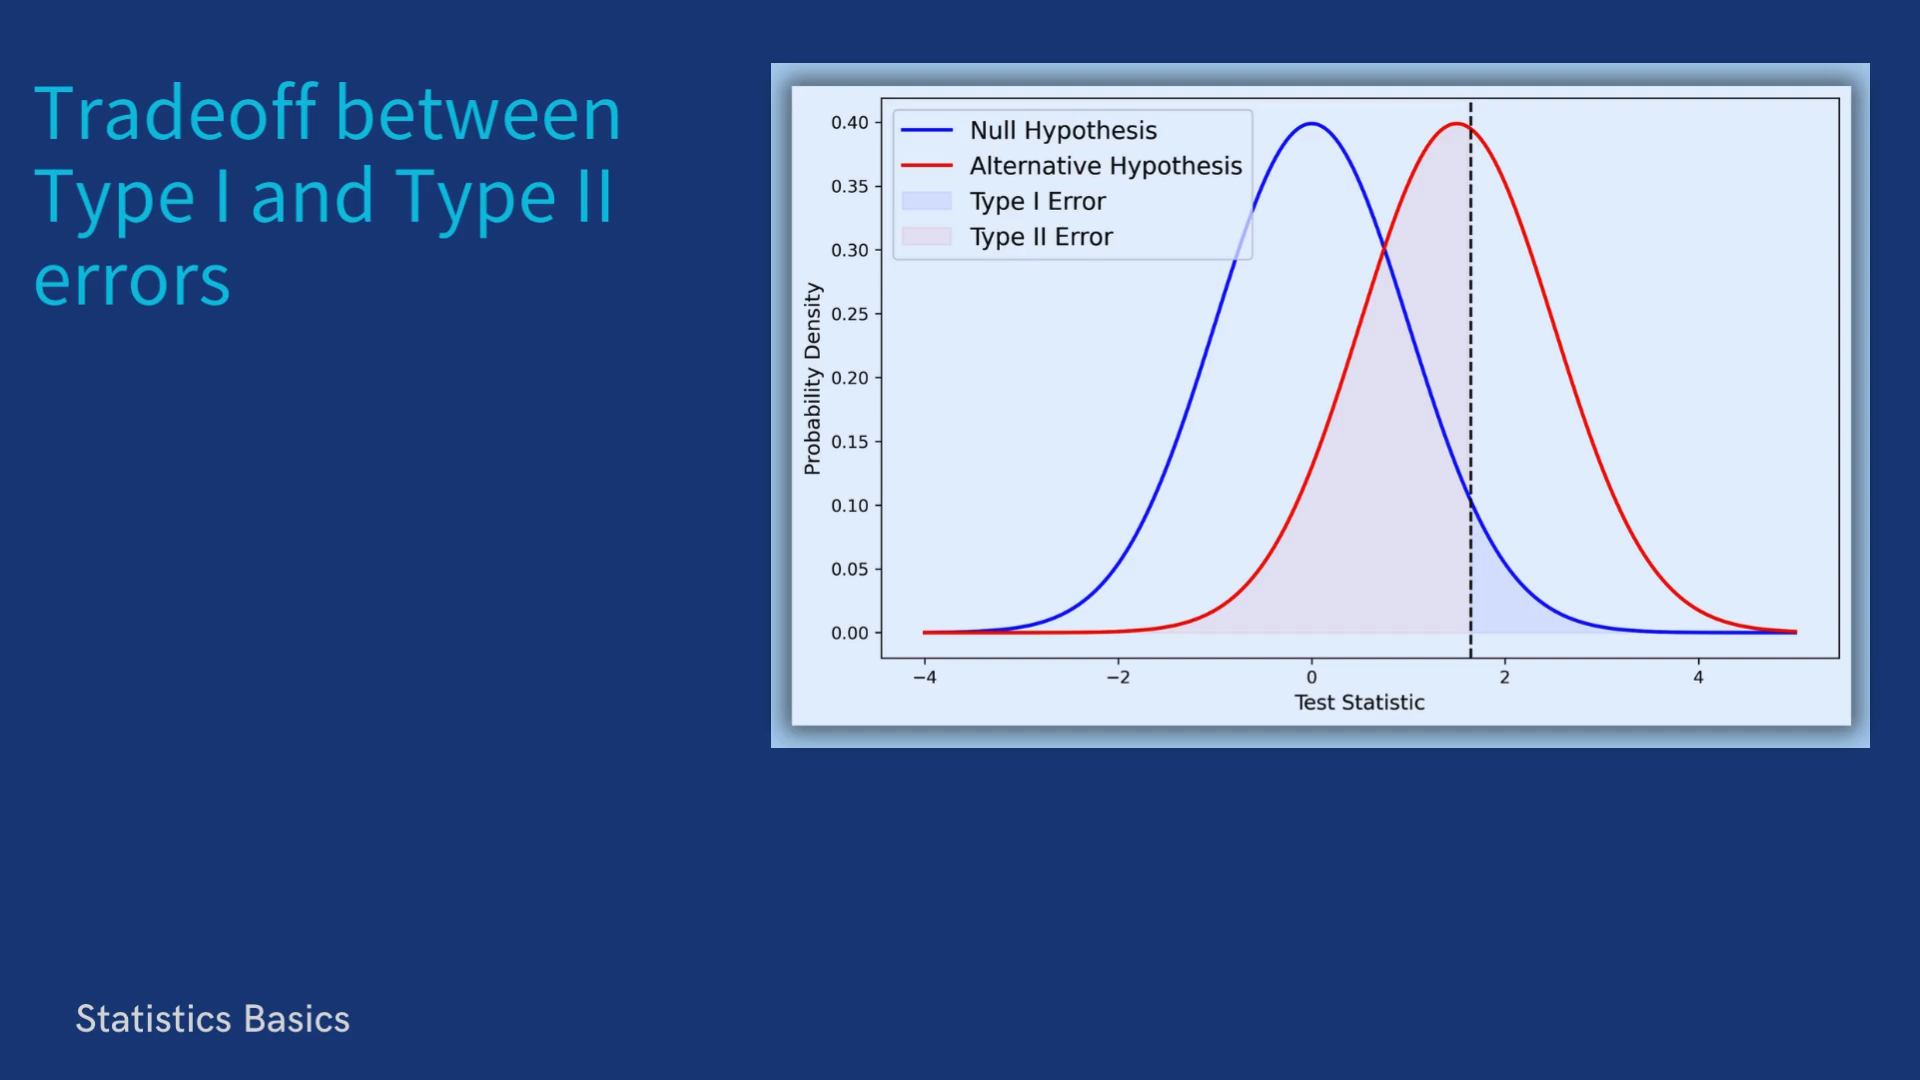 Tradeoff between
Type I and Type II
errors
Null Hypothesis
Alternative Hypothesis
Type I Error
Type II Error
0.40
0.35
0.30
0.25
0.20
0.15
0.10
0.05
0.00
Probability Density
−4
−2
0
2
4
Test Statistic
Statistics Basics